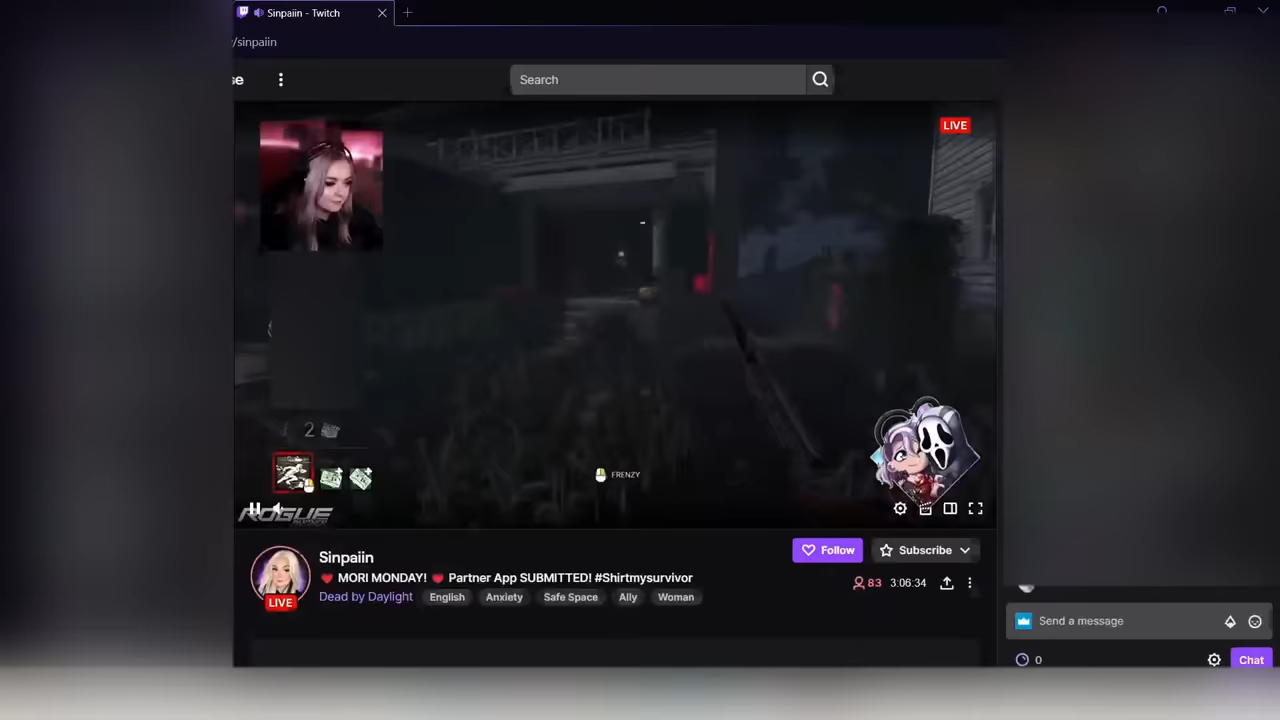 Sinpaiin - Twitch
/sinpaiin
se
Search
LIVE
2
FRENZY
ROGUE
Sinpaiin
Follow
Subscribe
MORI MONDAY! Partner App SUBMITTED! #Shirtmysurvivor
83 3:06:34
LIVE
Dead by Daylight English Anxiety Safe Space Ally Woman
Send a message
0
Chat